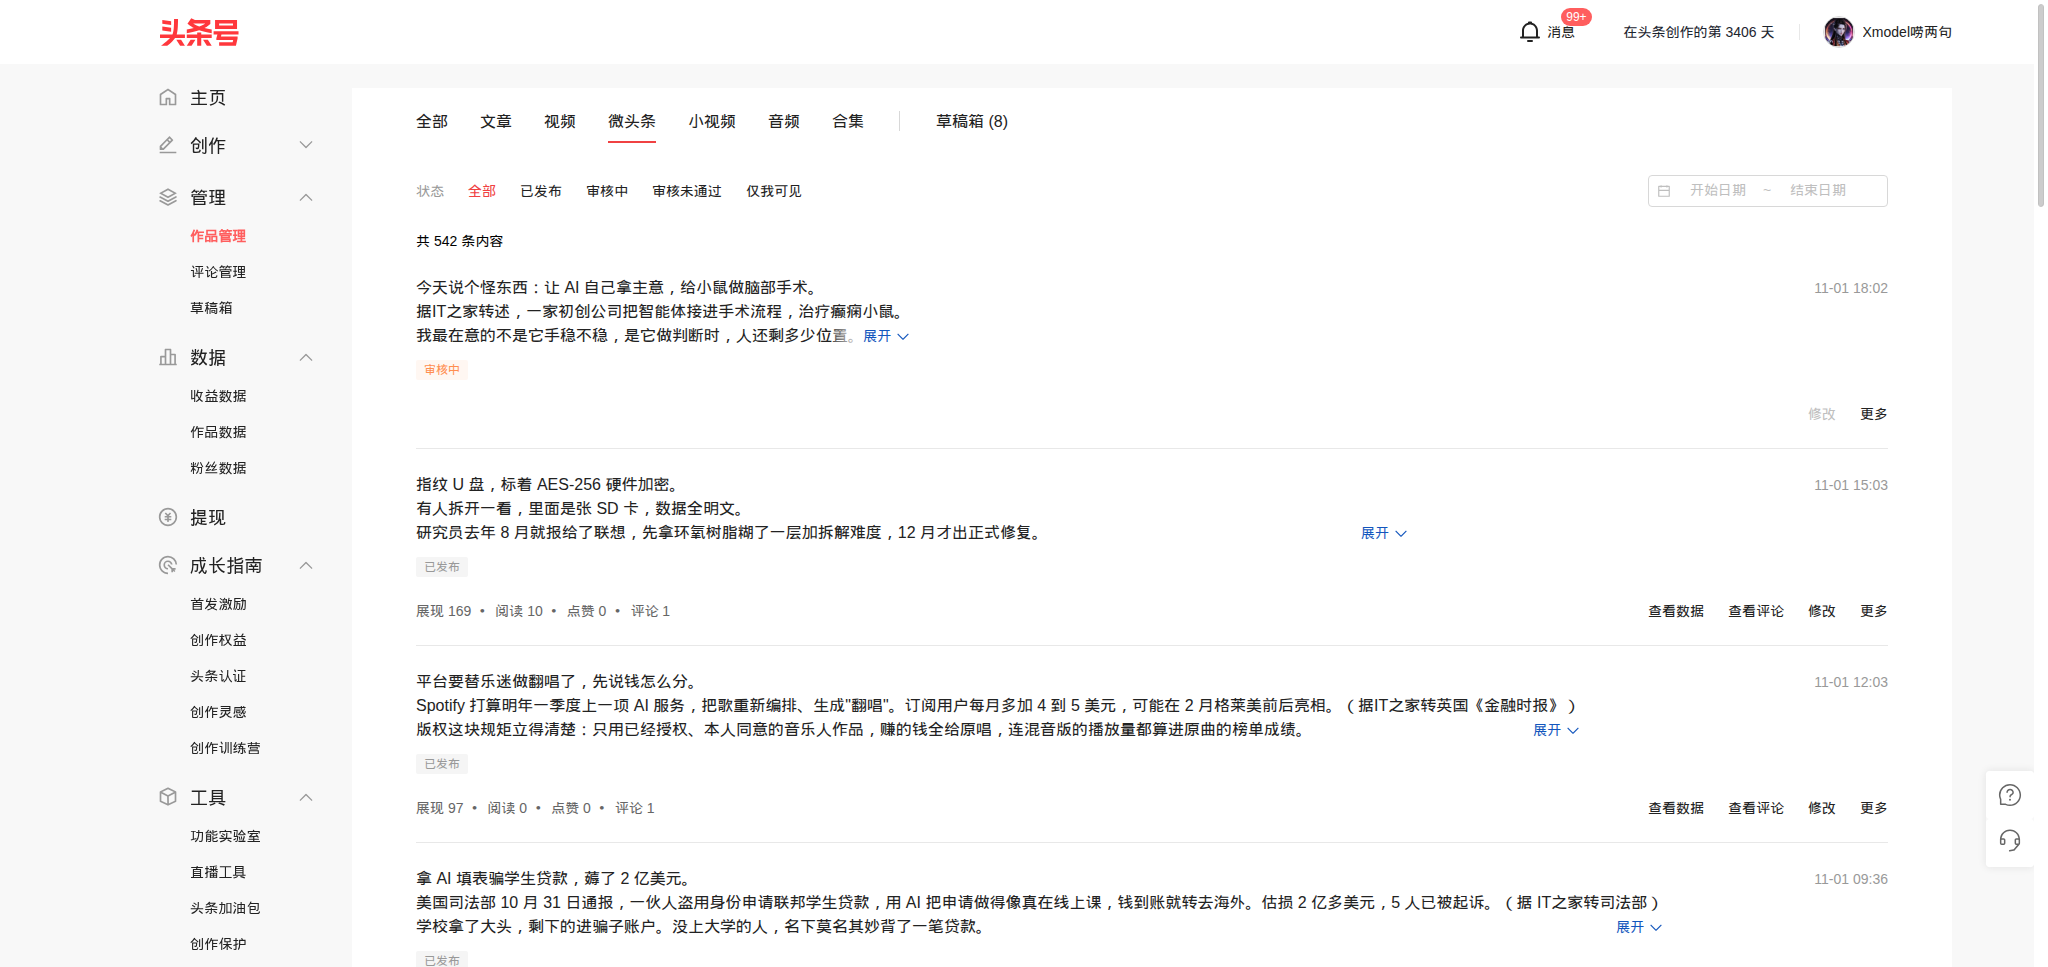 头条号
99+
消息
在头条创作的第 3406 天
Xmodel唠两句
主页
创作
管理
作品管理
评论管理
草稿箱
数据
收益数据
作品数据
粉丝数据
提现
成长指南
首发激励
创作权益
头条认证
创作灵感
创作训练营
工具
功能实验室
直播工具
头条加油包
创作保护
全部 文章 视频 微头条 小视频 音频 合集 草稿箱 (8)
状态 全部 已发布 审核中 审核未通过 仅我可见
开始日期 ~ 结束日期
共 542 条内容
今天说个怪东西：让 AI 自己拿主意，给小鼠做脑部手术。
11-01 18:02
据IT之家转述，一家初创公司把智能体接进手术流程，治疗癫痫小鼠。
我最在意的不是它手稳不稳，是它做判断时，人还剩多少位置。 展开
审核中
修改 更多
指纹 U 盘，标着 AES-256 硬件加密。
11-01 15:03
有人拆开一看，里面是张 SD 卡，数据全明文。
研究员去年 8 月就报给了联想，先拿环氧树脂糊了一层加拆解难度，12 月才出正式修复。 展开
已发布
展现 169 • 阅读 10 • 点赞 0 • 评论 1
查看数据 查看评论 修改 更多
平台要替乐迷做翻唱了，先说钱怎么分。
11-01 12:03
Spotify 打算明年一季度上一项 AI 服务，把歌重新编排、生成"翻唱"。订阅用户每月多加 4 到 5 美元，可能在 2 月格莱美前后亮相。（据IT之家转英国《金融时报》）
版权这块规矩立得清楚：只用已经授权、本人同意的音乐人作品，赚的钱全给原唱，连混音版的播放量都算进原曲的榜单成绩。 展开
已发布
展现 97 • 阅读 0 • 点赞 0 • 评论 1
查看数据 查看评论 修改 更多
拿 AI 填表骗学生贷款，薅了 2 亿美元。
11-01 09:36
美国司法部 10 月 31 日通报，一伙人盗用身份申请联邦学生贷款，用 AI 把申请做得像真在线上课，钱到账就转去海外。估损 2 亿多美元，5 人已被起诉。（据 IT之家转司法部）
学校拿了大头，剩下的进骗子账户。没上大学的人，名下莫名其妙背了一笔贷款。 展开
已发布